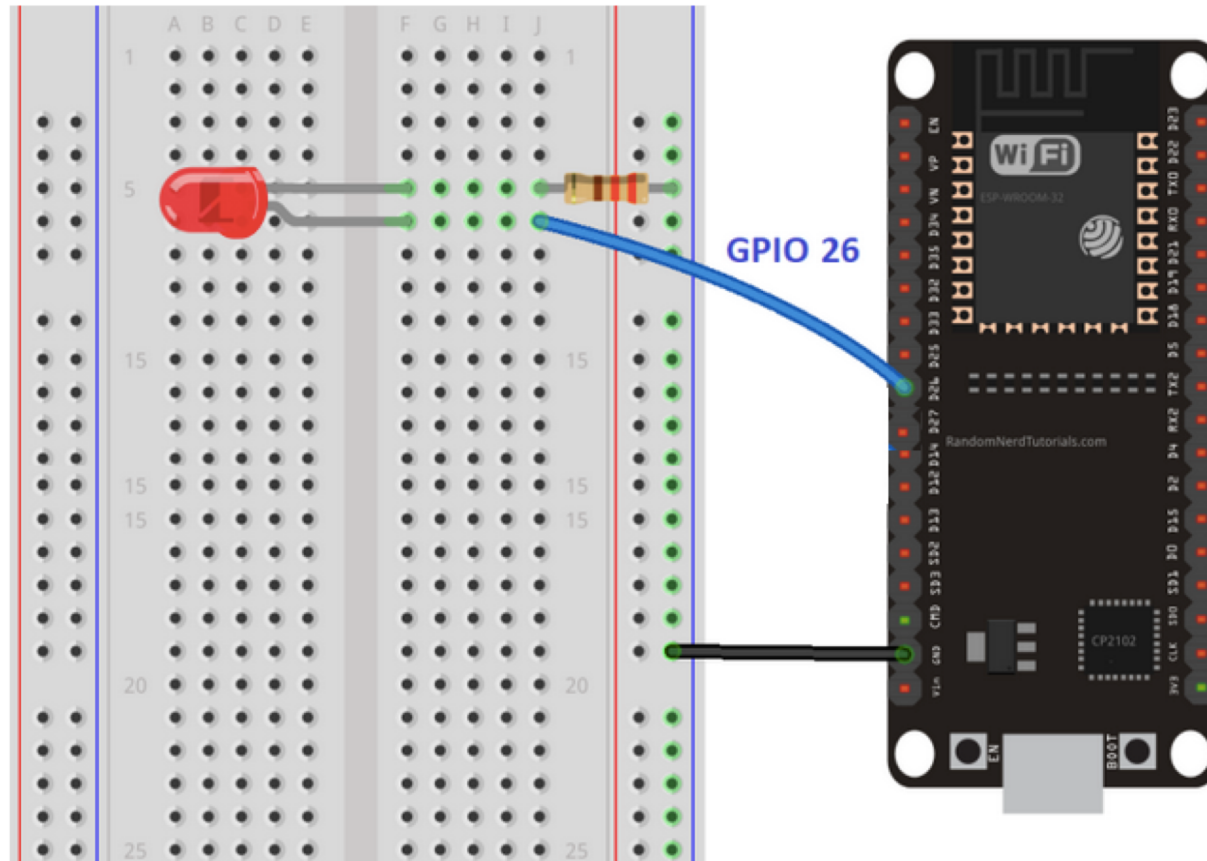 A B C D E F G H I J
1 1
5
15 15
15 15
15 15
20 20
25 25
GPIO 26
WiFi
ESP-WROOM-32
RandomNerdTutorials.com
CP2102
EN
VP
VN
D34
D35
D32
D33
D25
D26
D27
D14
D12
D13
SD2
SD3
CMD
GND
Vin
D23
D22
TX0
RX0
D21
D19
D18
D5
TX2
RX2
D4
D2
D15
D0
SD1
SD0
CLK
3V3
EN
BOOT